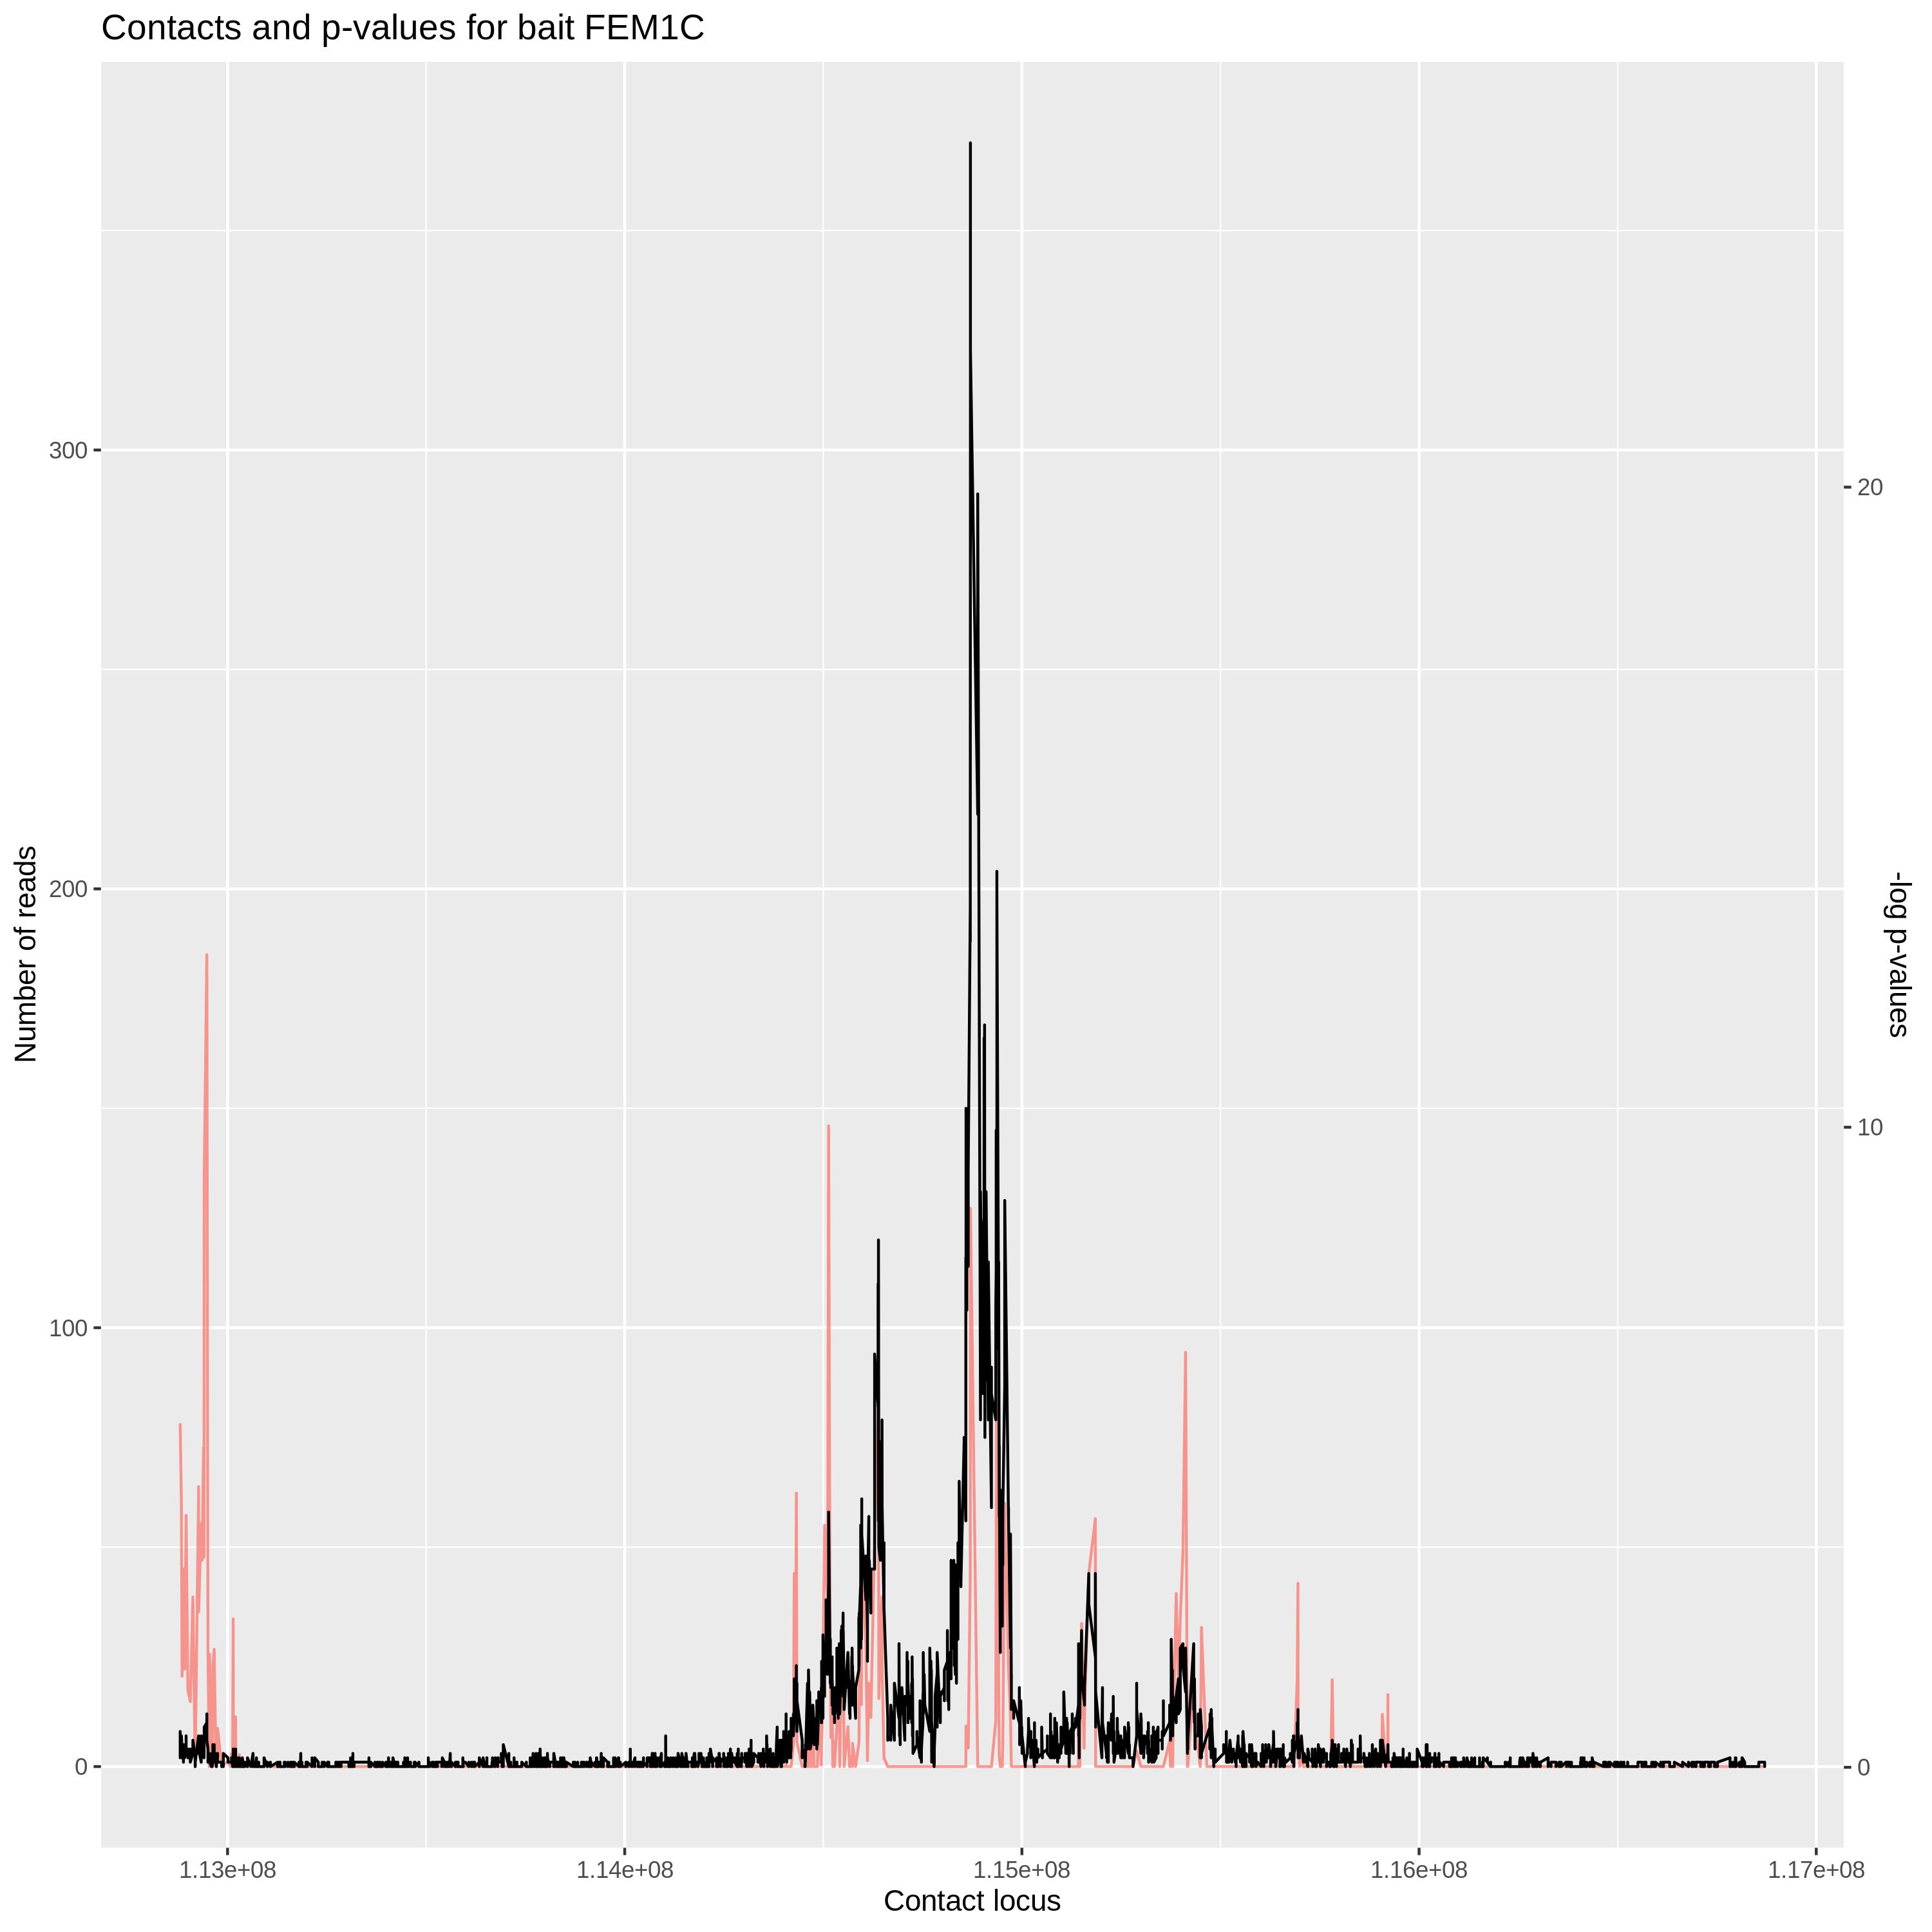 Contacts and p-values for bait FEM1C
300
200
100
0
Number of reads
20
10
0
-log p-values
1.13e+08
1.14e+08
1.15e+08
1.16e+08
1.17e+08
Contact locus